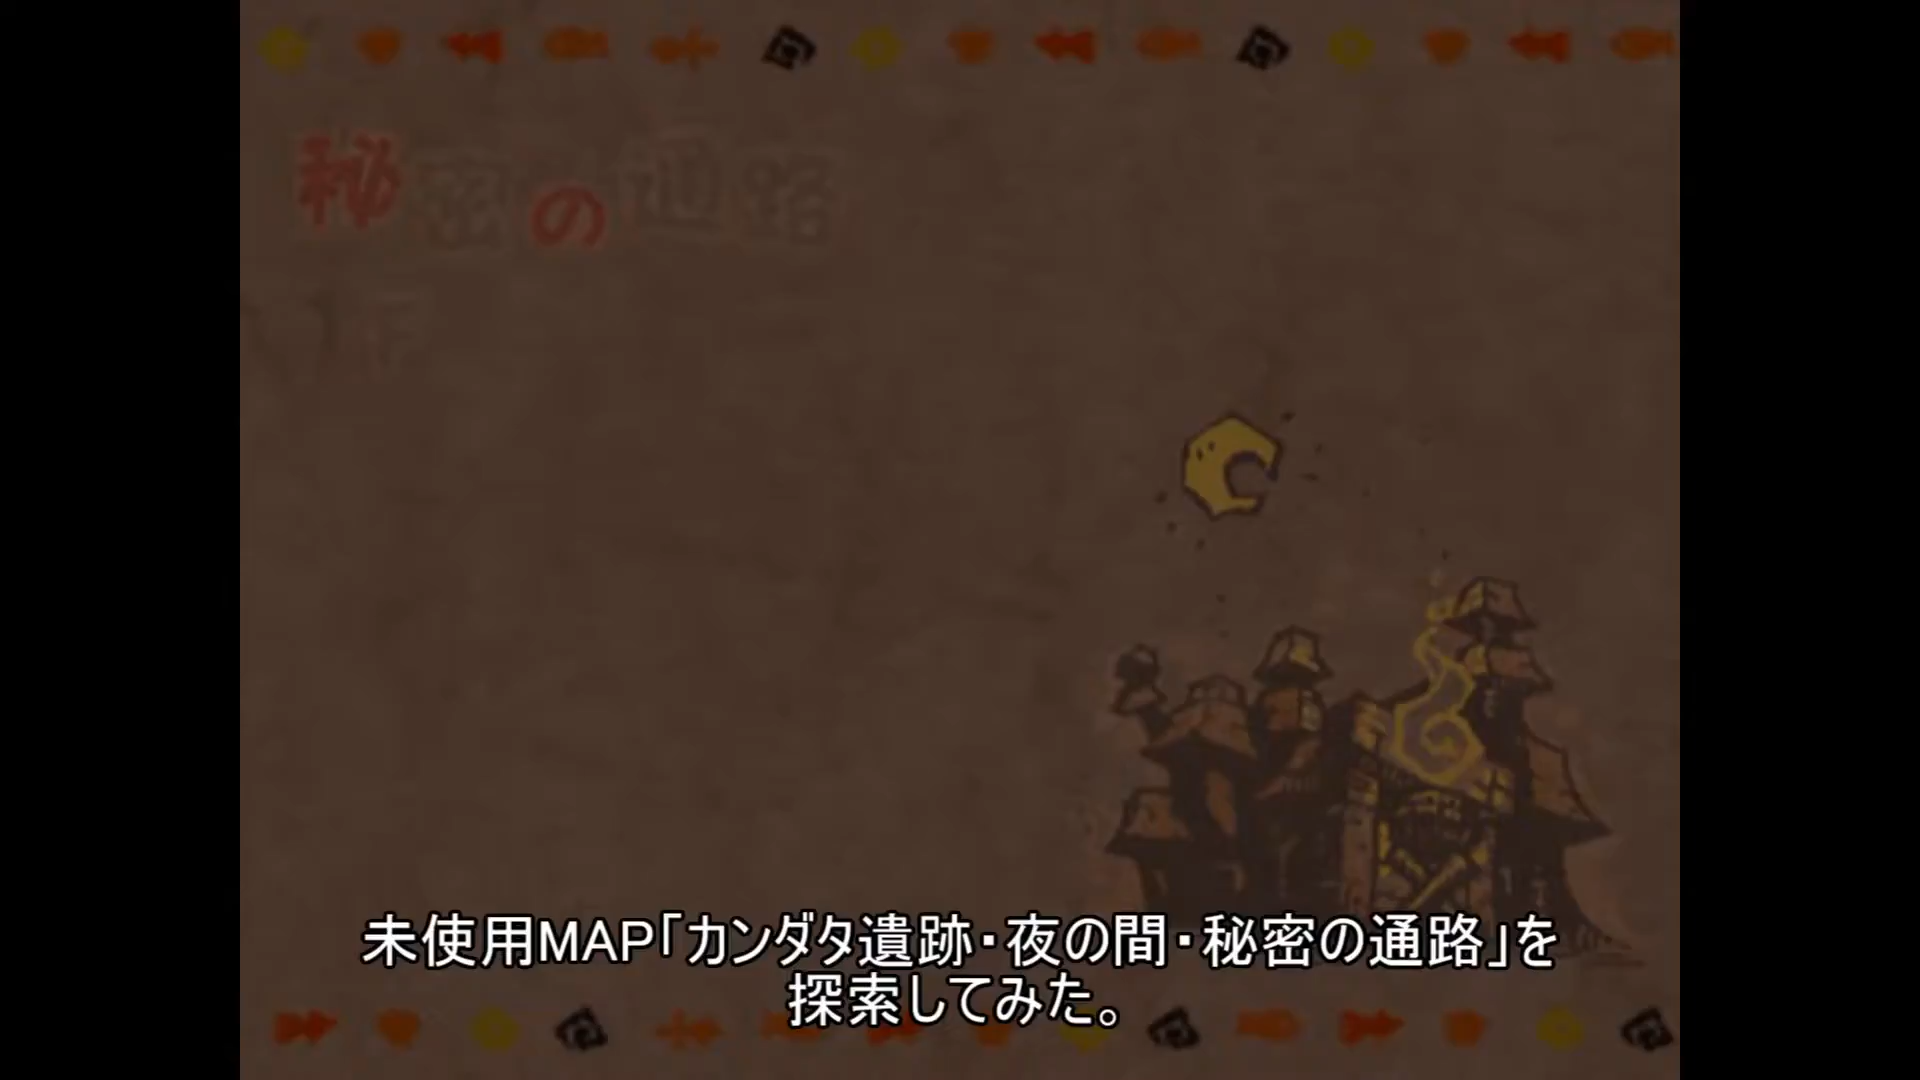 秘密の通路
未使用MAP「カンダタ遺跡・夜の間・秘密の通路」を
探索してみた。